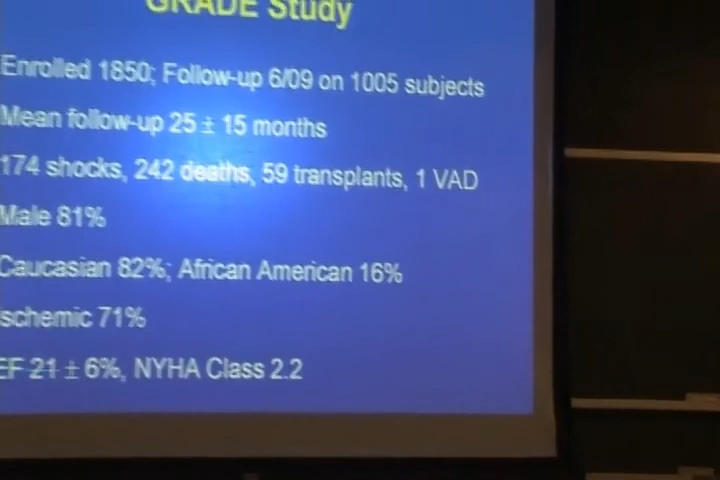 GRADE Study
Enrolled 1850; Follow-up 6/09 on 1005 subjects
Mean follow-up 25 ± 15 months
174 shocks, 242 deaths, 59 transplants, 1 VAD
Male 81%
Caucasian 82%; African American 16%
schemic 71%
EF 21 ± 6%, NYHA Class 2.2